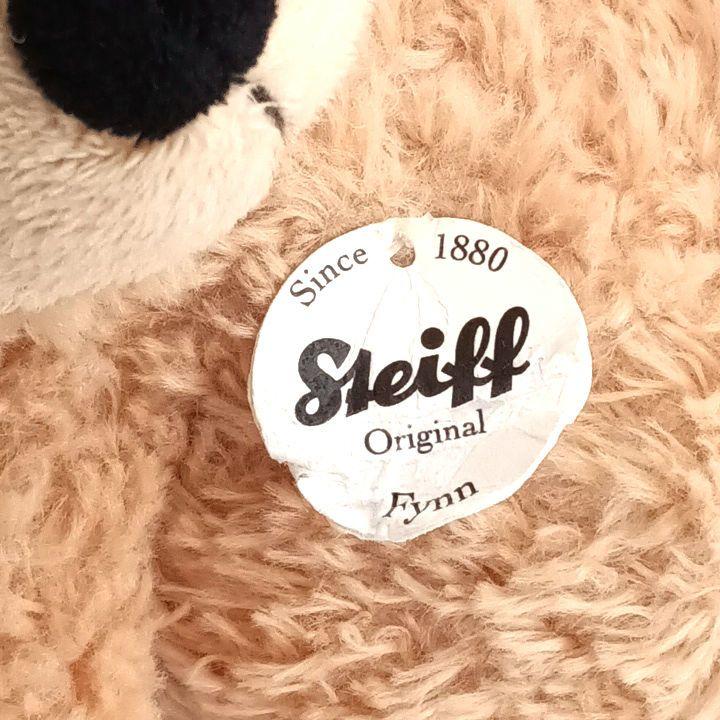 Since 1880
Steiff
Original
Fynn